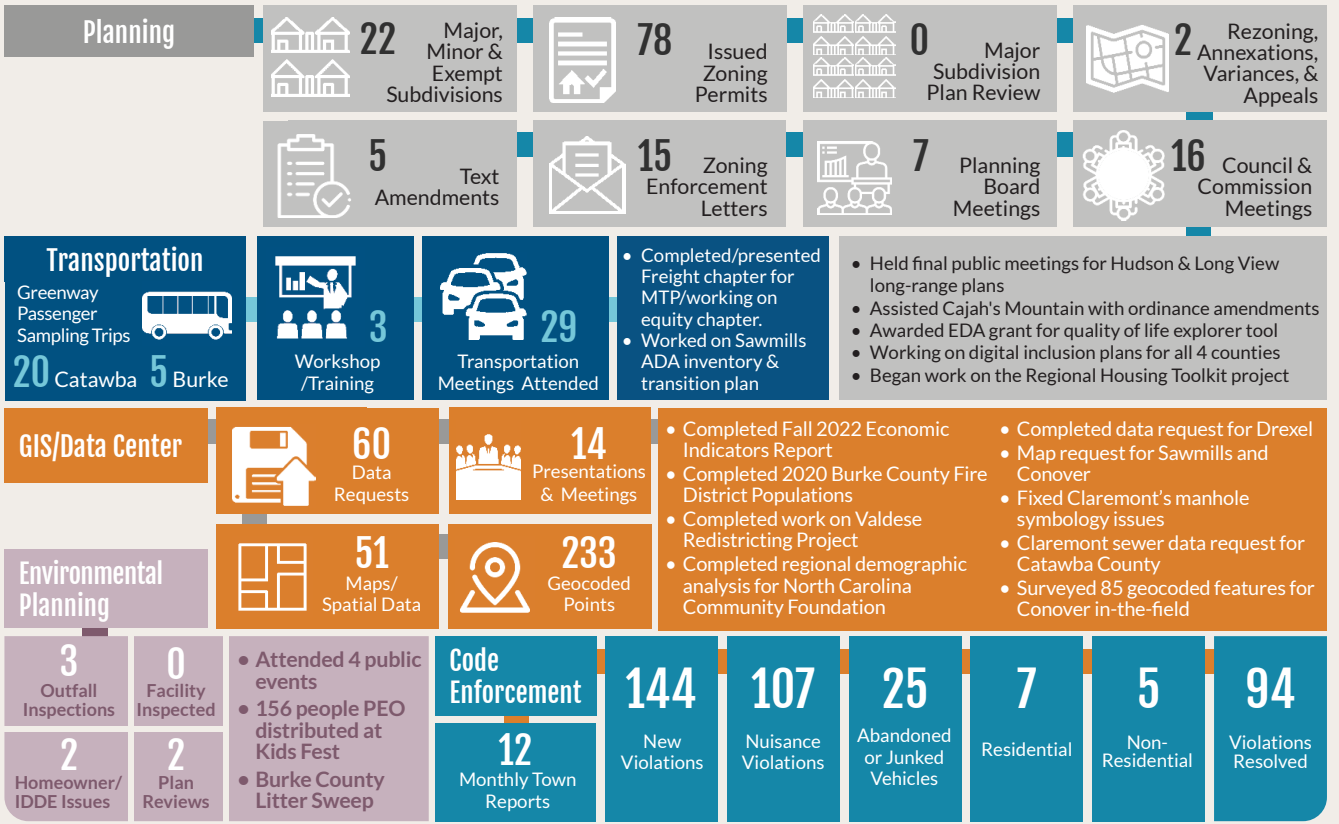 Planning
22 Major,
Minor &
Exempt
Subdivisions
78 Issued
Zoning
Permits
0 Major
Subdivision
Plan Review
2 Rezoning,
Annexations,
Variances, &
Appeals
5 Text
Amendments
15 Zoning
Enforcement
Letters
7 Planning
Board
Meetings
16 Council &
Commission
Meetings
Transportation
Greenway
Passenger
Sampling Trips
20 Catawba 5 Burke
3
Workshop
/Training
29
Transportation
Meetings Attended
• Completed/presented
Freight chapter for
MTP/working on
equity chapter.
• Worked on Sawmills
ADA inventory &
transition plan
• Held final public meetings for Hudson & Long View
long-range plans
• Assisted Cajah's Mountain with ordinance amendments
• Awarded EDA grant for quality of life explorer tool
• Working on digital inclusion plans for all 4 counties
• Began work on the Regional Housing Toolkit project
GIS/Data Center
60
Data
Requests
14
Presentations
& Meetings
51
Maps/
Spatial Data
233
Geocoded
Points
• Completed Fall 2022 Economic
Indicators Report
• Completed 2020 Burke County Fire
District Populations
• Completed work on Valdese
Redistricting Project
• Completed regional demographic
analysis for North Carolina
Community Foundation
• Completed data request for Drexel
• Map request for Sawmills and
Conover
• Fixed Claremont’s manhole
symbology issues
• Claremont sewer data request for
Catawba County
• Surveyed 85 geocoded features for
Conover in-the-field
Environmental
Planning
3
Outfall
Inspections
0
Facility
Inspected
2
Homeowner/
IDDE Issues
2
Plan
Reviews
• Attended 4 public
events
• 156 people PEO
distributed at
Kids Fest
• Burke County
Litter Sweep
Code
Enforcement
12
Monthly Town
Reports
144
New
Violations
107
Nuisance
Violations
25
Abandoned
or Junked
Vehicles
7
Residential
5
Non-
Residential
94
Violations
Resolved